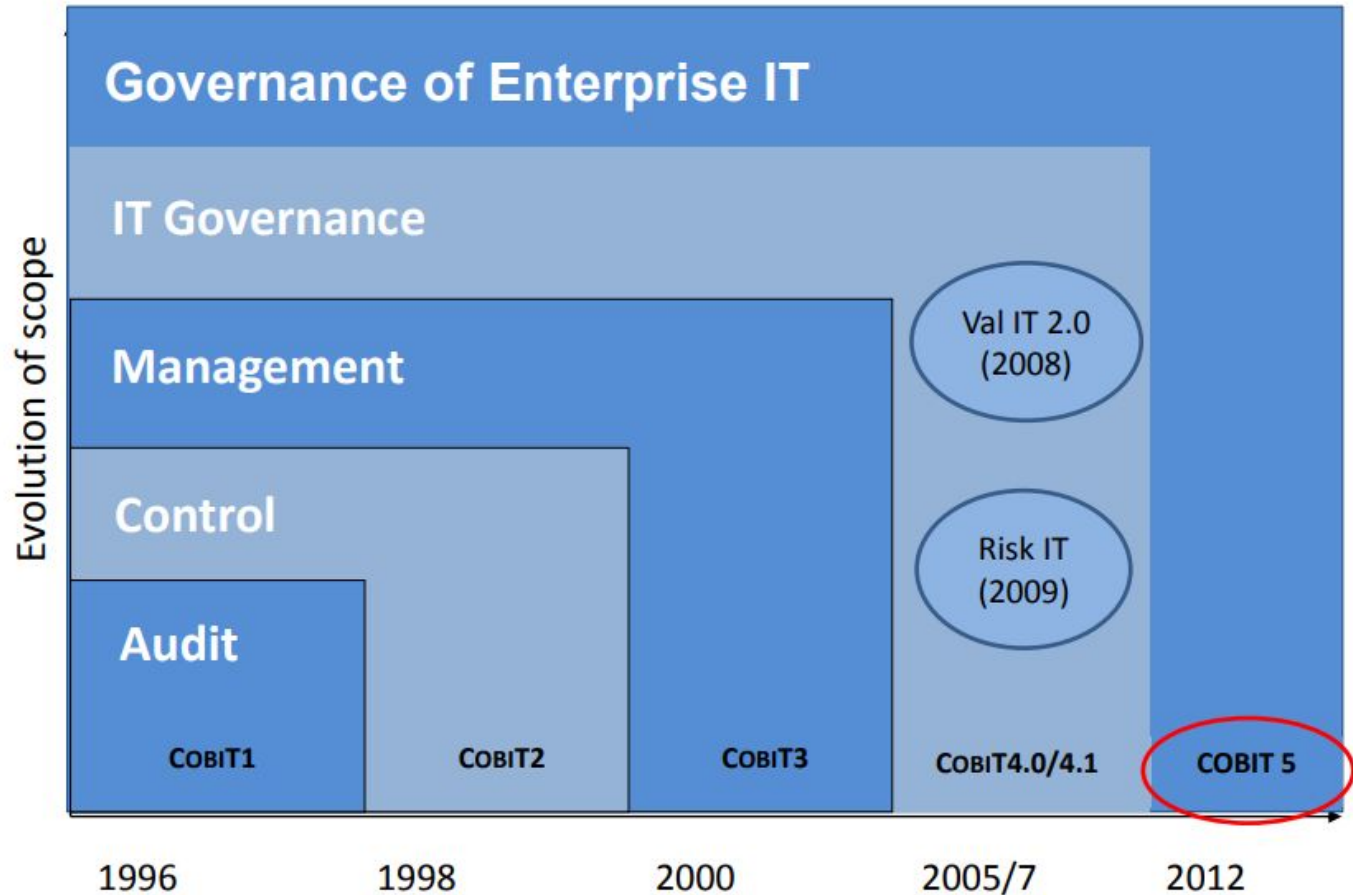 Governance of Enterprise IT
IT Governance
Management
Control
Audit
Val IT 2.0
(2008)
Risk IT
(2009)
COBIT1
COBIT2
COBIT3
COBIT4.0/4.1
COBIT 5
Evolution of scope
1996
1998
2000
2005/7
2012